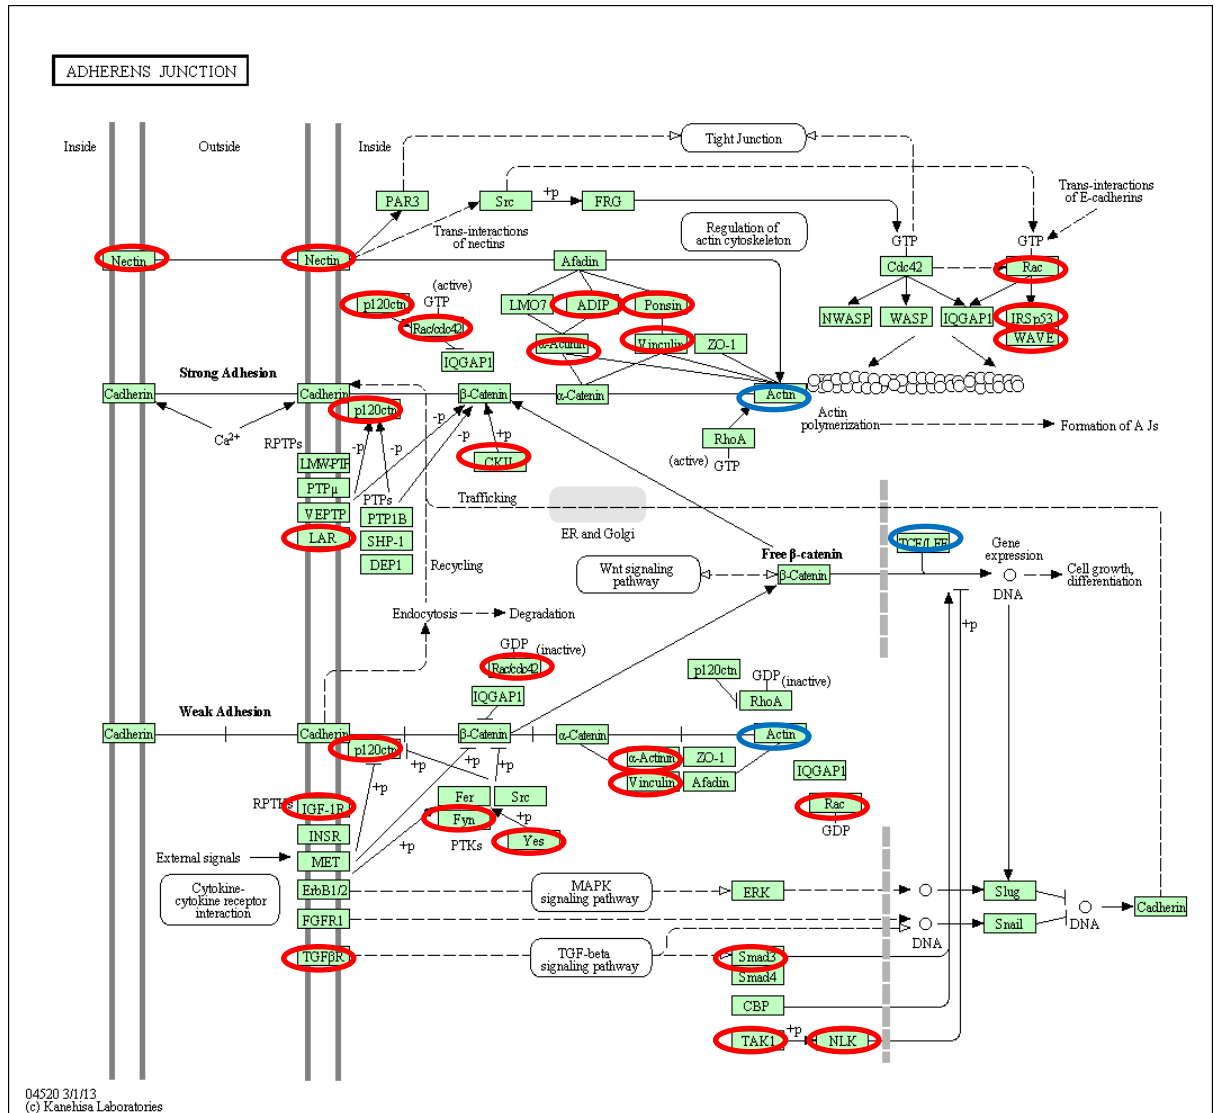 ADHERENS JUNCTION
Inside
Outside
Inside
Tight Junction
PAR3
Src
+p
FRG
Trans-interactions
of E-cadherins
Trans-interactions
of nectins
Regulation of
actin cytoskeleton
GTP
GTP
Nectin
Nectin
Afadin
Cdc42
Rac
(active)
GTP
p120ctn
Rac/cdc42
LMO7
ADIP
Ponsin
NWASP
WASP
IQGAP1
IRSp53
WAVE
α-Actinin
Vinculin
ZO-1
IQGAP1
Strong Adhesion
Cadherin
Cadherin
β-Catenin
α-Catenin
Actin
p120ctn
Actin
polymerization
Formation of A Js
Ca2+
RPTPs
-p
-p
-p
-p
+p
CKII
RhoA
(active)
GTP
LMW-PTP
PTPμ
VEPTP
LAR
PTPs
PTP1B
SHP-1
DEP1
Trafficking
ER and Golgi
Recycling
Wnt signaling
pathway
Free β-catenin
β-Catenin
TCF/LEF
Gene
expression
DNA
Cell growth,
differentiation
+p
Endocytosis
Degradation
GDP
(inactive)
Rac/cdc42
IQGAP1
p120ctn
GDP
(inactive)
RhoA
Weak Adhesion
Cadherin
Cadherin
β-Catenin
α-Catenin
Actin
p120ctn
+p
+p
+p
α-Actinin
ZO-1
Vinculin
Afadin
IQGAP1
Rac
GDP
RPTKs
IGF-1R
INSR
MET
ErbB1/2
FGFR1
TGFβR
Fer
Src
Fyn
+p
Yes
PTKs
+p
External signals
Cytokine-
cytokine receptor
interaction
MAPK
signaling pathway
ERK
DNA
Slug
Snail
DNA
Cadherin
TGF-beta
signaling pathway
Smad3
Smad4
CBP
TAK1
+p
NLK
04520 3/1/13
(c) Kanehisa Laboratories